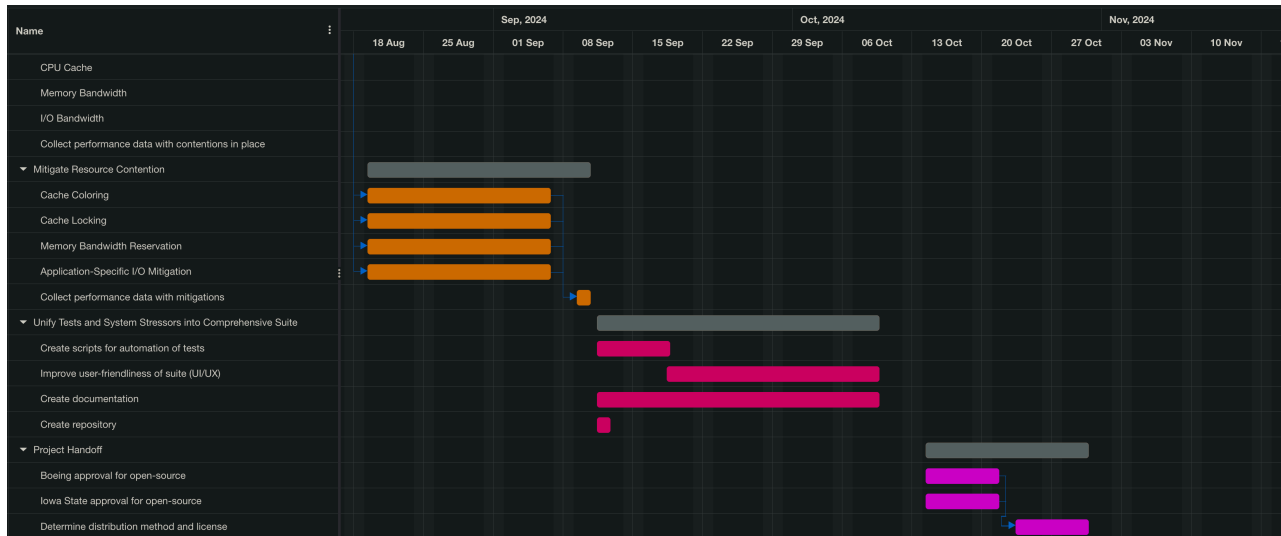 Name
Sep, 2024 Oct, 2024 Nov, 2024
18 Aug 25 Aug 01 Sep 08 Sep 15 Sep 22 Sep 29 Sep 06 Oct 13 Oct 20 Oct 27 Oct 03 Nov 10 Nov
CPU Cache
Memory Bandwidth
I/O Bandwidth
Collect performance data with contentions in place
Mitigate Resource Contention
Cache Coloring
Cache Locking
Memory Bandwidth Reservation
Application-Specific I/O Mitigation
Collect performance data with mitigations
Unify Tests and System Stressors into Comprehensive Suite
Create scripts for automation of tests
Improve user-friendliness of suite (UI/UX)
Create documentation
Create repository
Project Handoff
Boeing approval for open-source
Iowa State approval for open-source
Determine distribution method and license